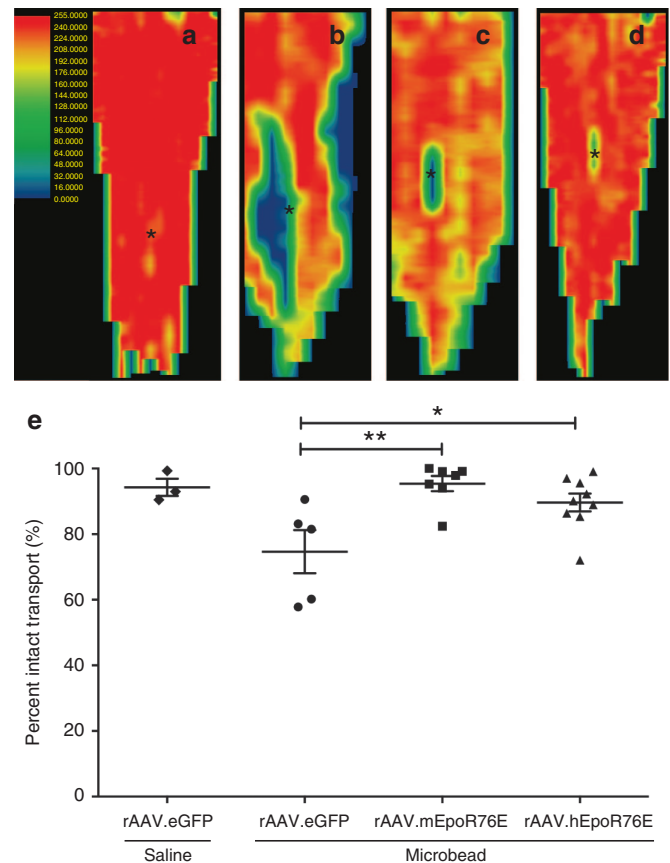 255.0000
240.0000
224.0000
208.0000
192.0000
176.0000
160.0000
144.0000
128.0000
112.0000
96.0000
80.0000
64.0000
48.0000
32.0000
16.0000
0.0000
a
b
c
d
*
*
*
*
e
*
**
100
80
60
40
20
0
Percent intact transport (%)
rAAV.eGFP
rAAV.eGFP
rAAV.mEpoR76E
rAAV.hEpoR76E
Saline
Microbead